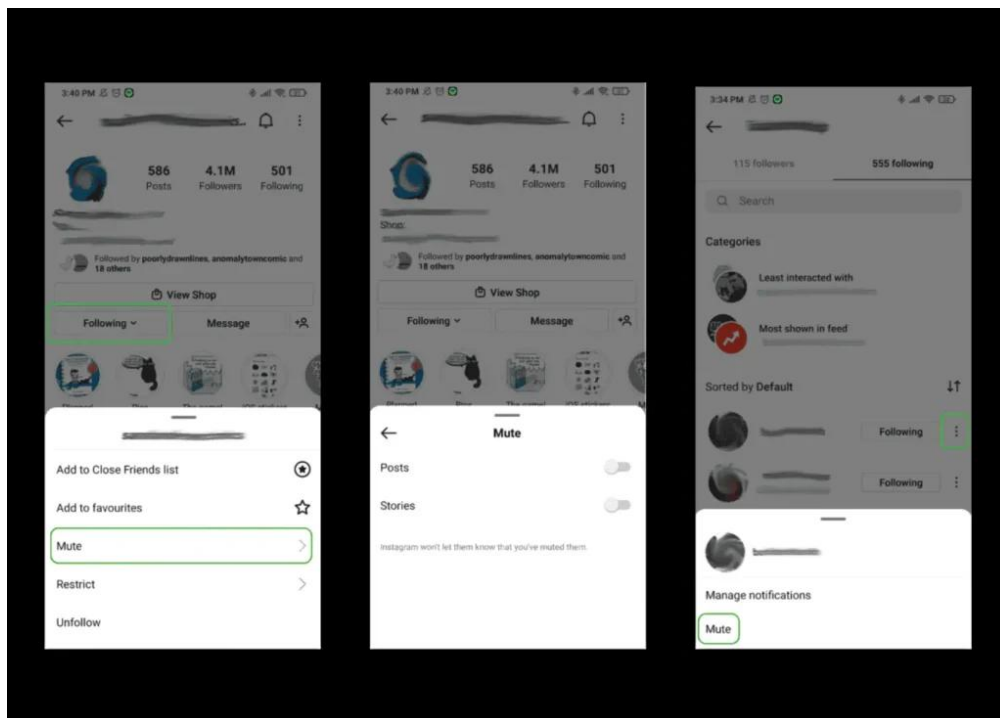 3:40 PM
586 4.1M 501
Posts Followers Following
Followed by poorlydrawnlines, anomalytowncomic and
18 others
View Shop
Following Message
Add to Close Friends list
Add to favourites
Mute
Restrict
Unfollow
3:40 PM
586 4.1M 501
Posts Followers Following
Shop:
Followed by poorlydrawnlines, anomalytowncomic and
18 others
View Shop
Following Message
Mute
Posts
Stories
Instagram won't let them know that you've muted them.
3:34 PM
115 followers 555 following
Search
Categories
Least interacted with
Most shown in feed
Sorted by Default
Following
Following
Manage notifications
Mute